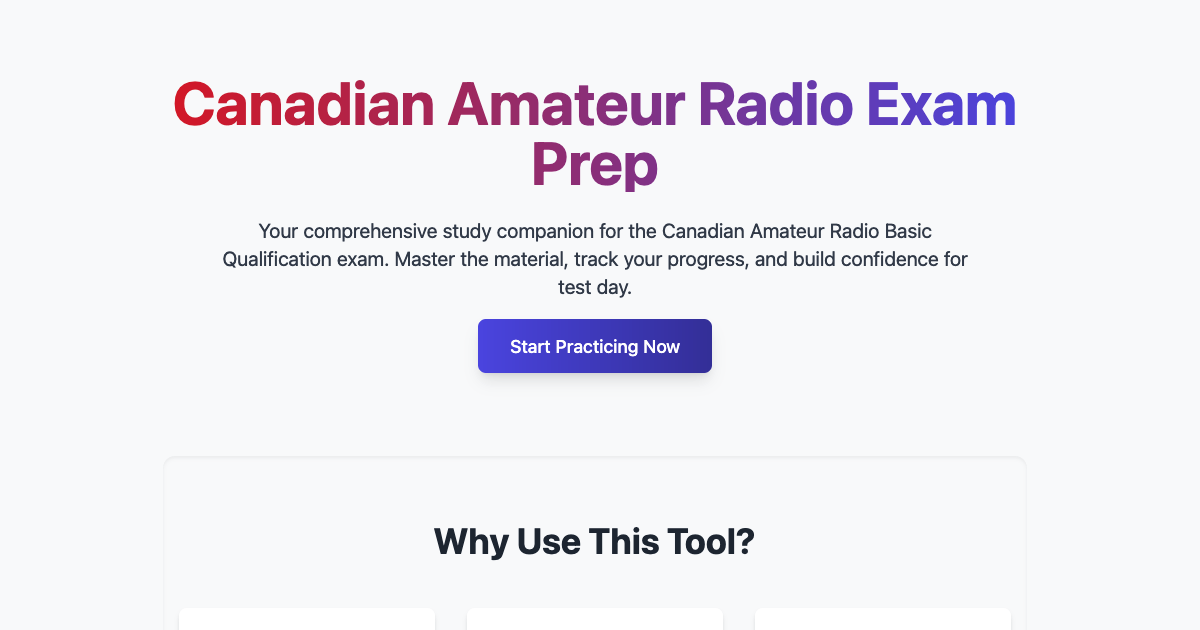 Canadian Amateur Radio Exam
Prep
Your comprehensive study companion for the Canadian Amateur Radio Basic
Qualification exam. Master the material, track your progress, and build confidence for
test day.
Start Practicing Now
Why Use This Tool?